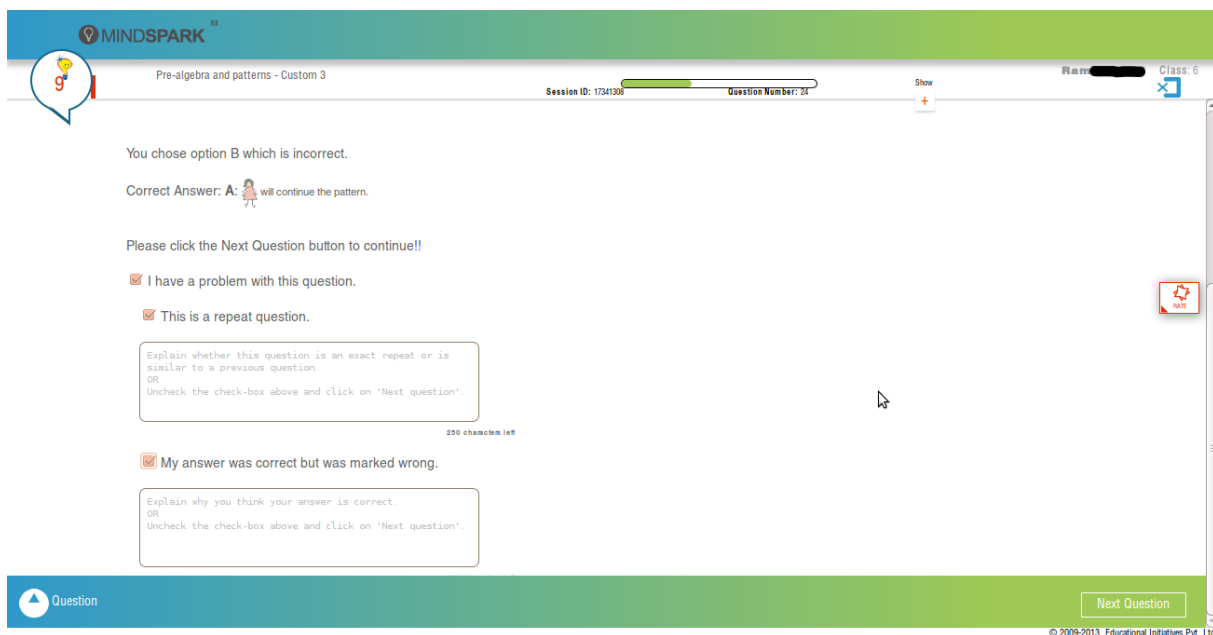 MINDSPARK
9
Pre-algebra and patterns - Custom 3
Session ID: 17341308
Question Number: 24
Show
+
Ram
Class: 6
You chose option B which is incorrect.
Correct Answer: A: will continue the pattern.
Please click the Next Question button to continue!!
I have a problem with this question.
This is a repeat question.
Explain whether this question is an exact repeat or is
similar to a previous question.
OR
Uncheck the check-box above and click on 'Next question'.
250 characters left
My answer was correct but was marked wrong.
Explain why you think your answer is correct.
OR
Uncheck the check-box above and click on 'Next question'.
RATE
Question
Next Question
© 2009-2013, Educational Initiatives Pvt. Lt